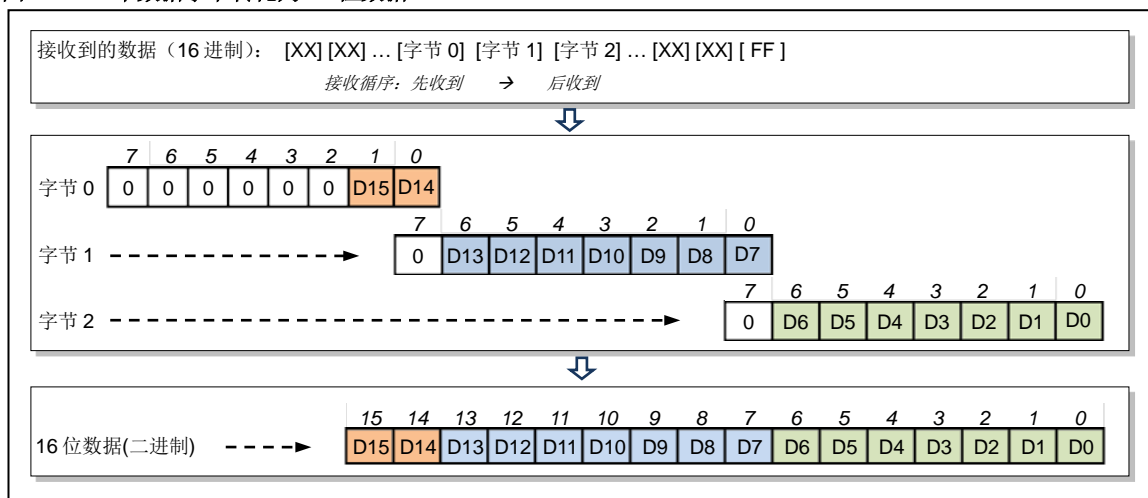 接收到的数据（16 进制）： [XX] [XX] … [字节 0]  [字节 1]  [字节 2] … [XX] [XX] [ FF ]
接收循序：先收到 → 后收到
7 6 5 4 3 2 1 0
字节 0 0 0 0 0 0 0 D15 D14
7 6 5 4 3 2 1 0
字节 1 0 D13 D12 D11 D10 D9 D8 D7
7 6 5 4 3 2 1 0
字节 2 0 D6 D5 D4 D3 D2 D1 D0
15 14 13 12 11 10 9 8 7 6 5 4 3 2 1 0
16 位数据(二进制) D15 D14 D13 D12 D11 D10 D9 D8 D7 D6 D5 D4 D3 D2 D1 D0